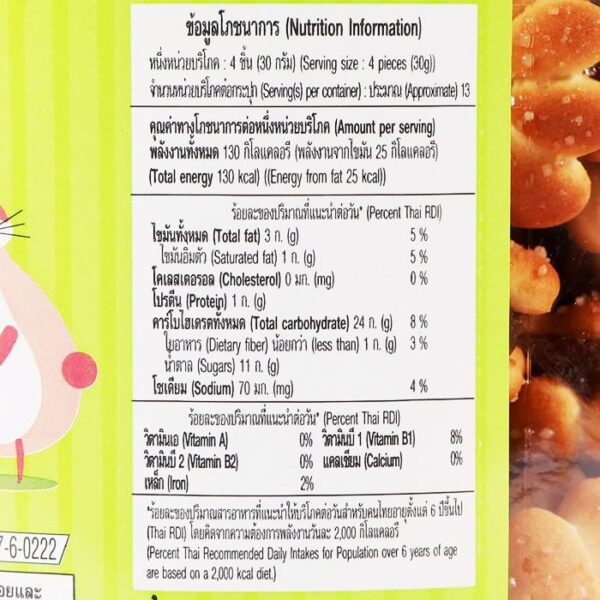 ข้อมูลโภชนาการ (Nutrition Information)
หนึ่งหน่วยบริโภค : 4 ชิ้น (30 กรัม) (Serving size : 4 pieces (30g))
จำนวนหน่วยบริโภคต่อกระปุก (Serving(s) per container) : ประมาณ (Approximate) 13
คุณค่าทางโภชนาการต่อหนึ่งหน่วยบริโภค (Amount per serving)
พลังงานทั้งหมด 130 กิโลแคลอรี (พลังงานจากไขมัน 25 กิโลแคลอรี)
(Total energy 130 kcal) ((Energy from fat 25 kcal))
ร้อยละของปริมาณที่แนะนำต่อวัน* (Percent Thai RDI)
ไขมันทั้งหมด (Total fat) 3 ก. (g) 5 %
ไขมันอิ่มตัว (Saturated fat) 1 ก. (g) 5 %
โคเลสเตอรอล (Cholesterol) 0 มก. (mg) 0 %
โปรตีน (Protein) 1 ก. (g)
คาร์โบไฮเดรตทั้งหมด (Total carbohydrate) 24 ก. (g) 8 %
ใยอาหาร (Dietary fiber) น้อยกว่า (less than) 1 ก. (g) 3 %
น้ำตาล (Sugars) 11 ก. (g)
โซเดียม (Sodium) 70 มก. (mg) 4 %
ร้อยละของปริมาณที่แนะนำต่อวัน* (Percent Thai RDI)
วิตามินเอ (Vitamin A) 0% วิตามินบี 1 (Vitamin B1) 8%
วิตามินบี 2 (Vitamin B2) 0% แคลเซียม (Calcium) 0%
เหล็ก (Iron) 2%
*ร้อยละของปริมาณสารอาหารที่แนะนำให้บริโภคต่อวันสำหรับคนไทยอายุตั้งแต่ 6 ปีขึ้นไป
(Thai RDI) โดยคิดจากความต้องการพลังงานวันละ 2,000 กิโลแคลอรี
(Percent Thai Recommended Daily Intakes for Population over 6 years of age
are based on a 2,000 kcal diet.)
7-6-0222